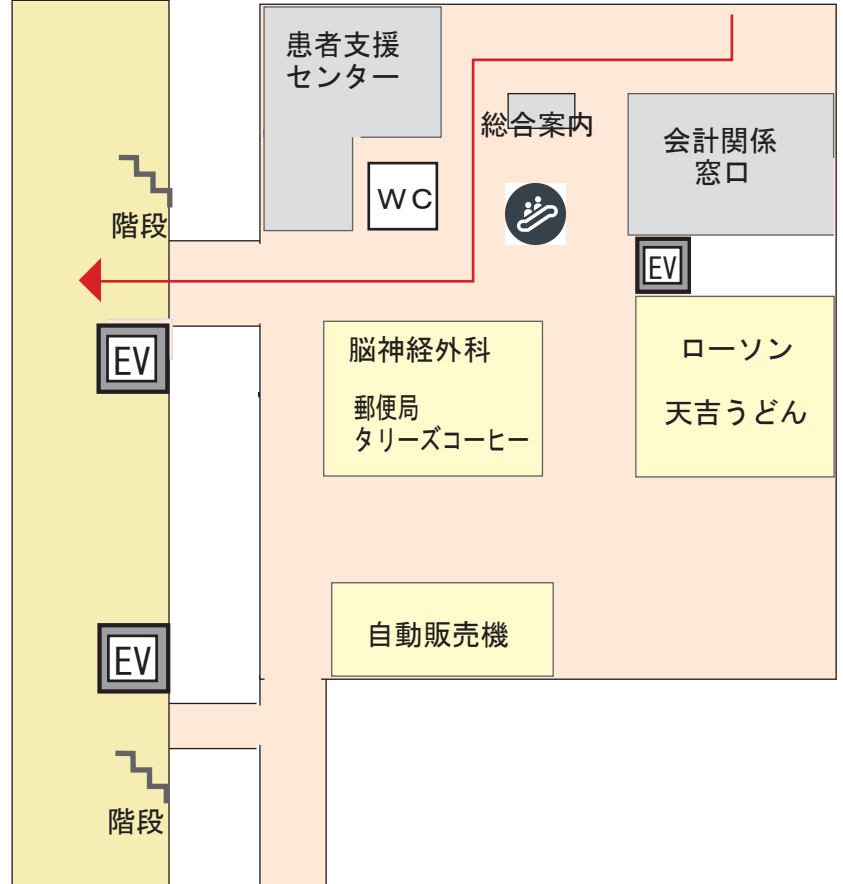 患者支援
センター
総合案内
会計関係
窓口
WC
階段
EV
EV
脳神経外科
郵便局
タリーズコーヒー
ローソン
天吉うどん
自動販売機
EV
階段